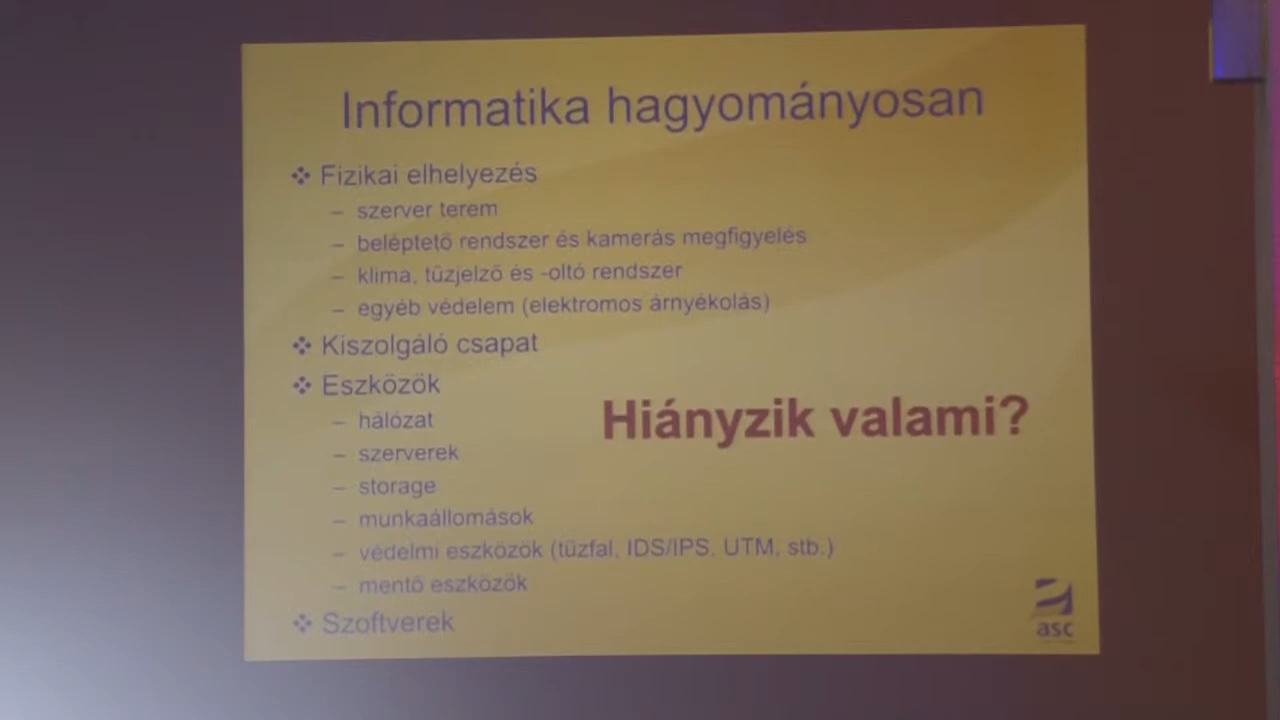 Informatika hagyományosan
❖ Fizikai elhelyezés
– szerver terem
– beléptető rendszer és kamerás megfigyelés
– klima, tűzjelző és -oltó rendszer
– egyéb védelem (elektromos árnyékolás)
❖ Kiszolgáló csapat
❖ Eszközök
– hálózat
Hiányzik valami?
– szerverek
– storage
– munkaállomások
– védelmi eszközök (tűzfal, IDS/IPS, UTM, stb.)
– mentő eszközök
❖ Szoftverek
asc